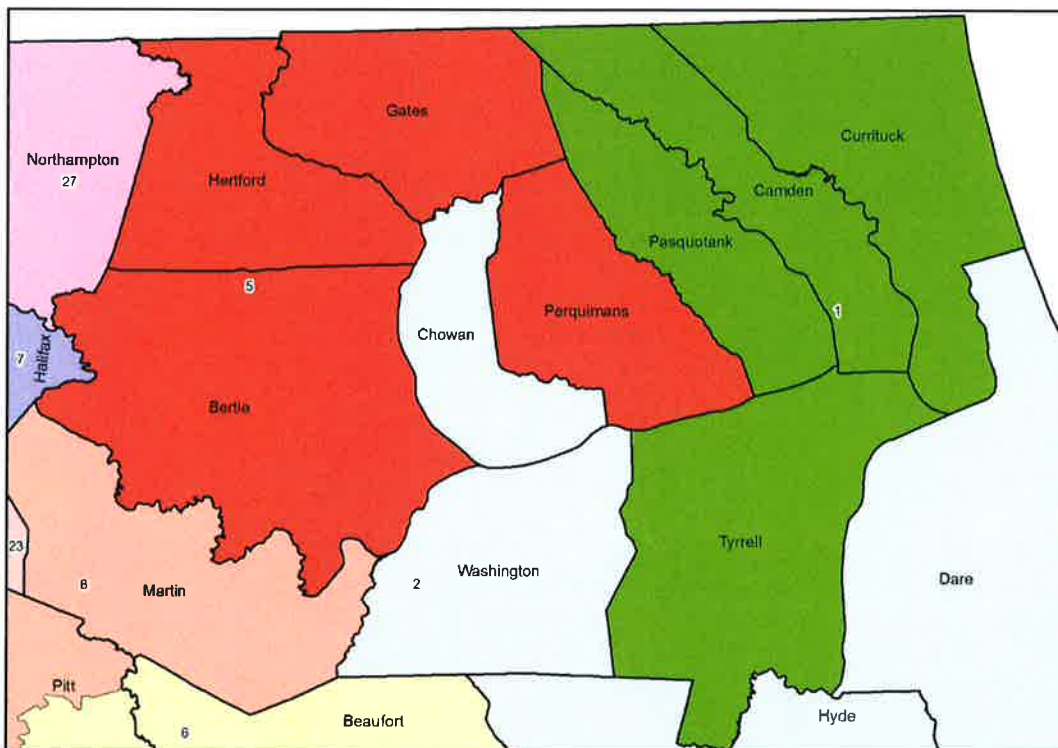 Gates
Currituck
Northampton
27
Hertford
Camden
Pasquotank
5
Perquimans
1
Chowan
7
Halifax
Bertie
Tyrrell
23
8
Martin
2
Washington
Dare
Pitt
Beaufort
Hyde
6